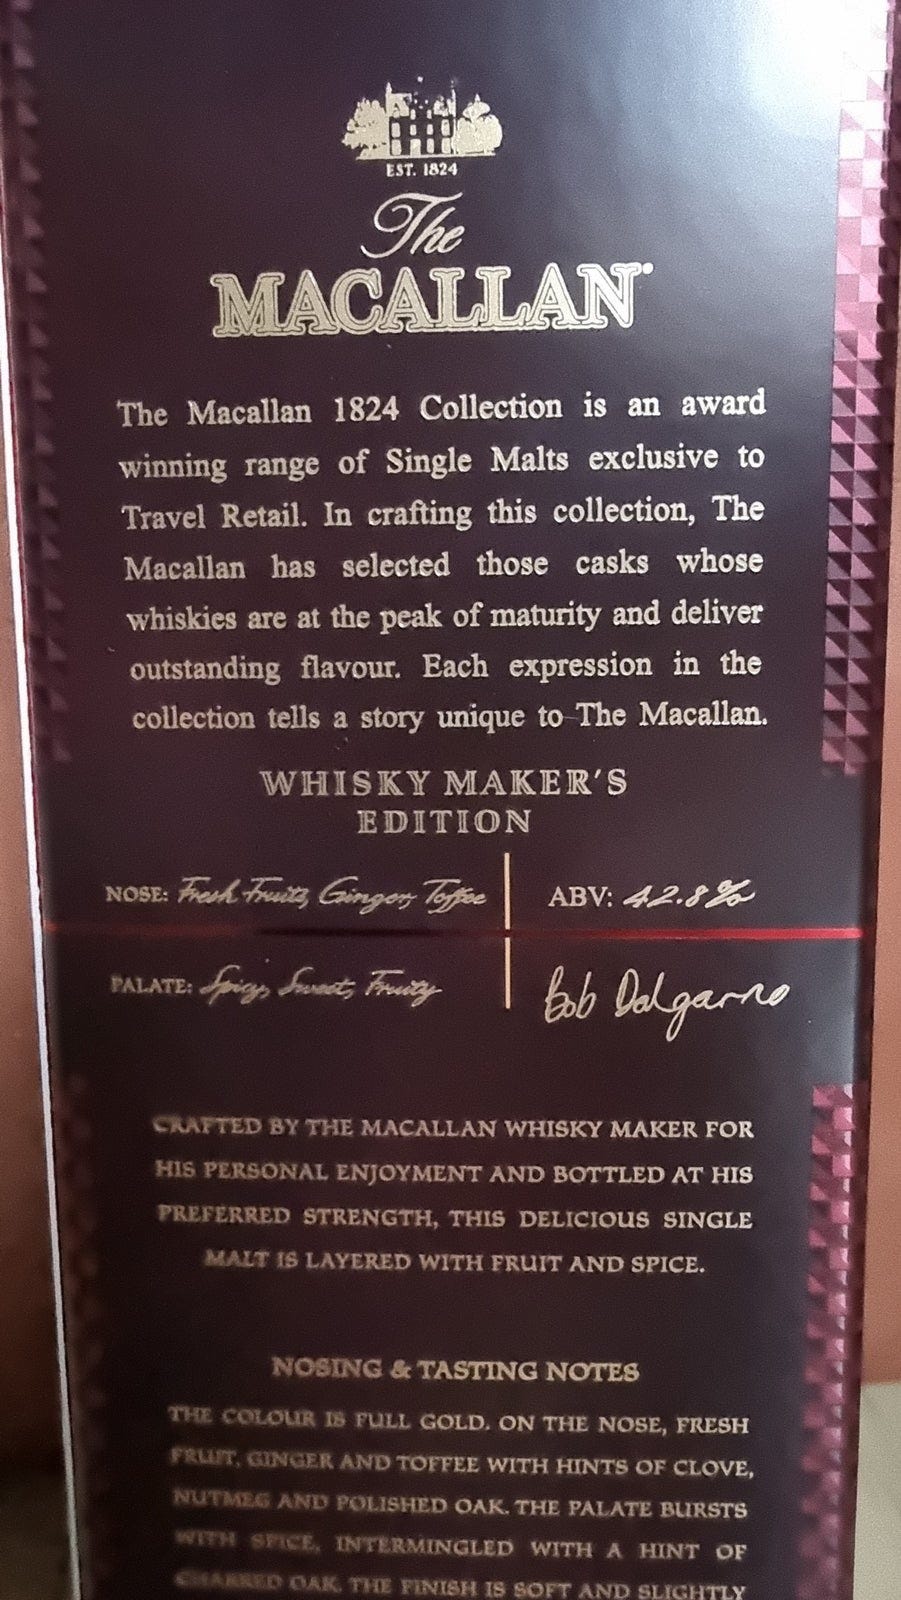 EST. 1824
The
MACALLAN
The Macallan 1824 Collection is an award
winning range of Single Malts exclusive to
Travel Retail. In crafting this collection, The
Macallan has selected those casks whose
whiskies are at the peak of maturity and deliver
outstanding flavour. Each expression in the
collection tells a story unique to The Macallan.
WHISKY MAKER'S
EDITION
NOSE: Fresh Fruits, Ginger, Toffee
ABV: 42.8%
PALATE: Spicy, Sweet, Fruity
Bob Dalgarno
CRAFTED BY THE MACALLAN WHISKY MAKER FOR
HIS PERSONAL ENJOYMENT AND BOTTLED AT HIS
PREFERRED STRENGTH, THIS DELICIOUS SINGLE
MALT IS LAYERED WITH FRUIT AND SPICE.
NOSING & TASTING NOTES
THE COLOUR IS FULL GOLD. ON THE NOSE, FRESH
FRUIT, GINGER AND TOFFEE WITH HINTS OF CLOVE,
NUTMEG AND POLISHED OAK. THE PALATE BURSTS
WITH SPICE, INTERMINGLED WITH A HINT OF
CHARRED OAK. THE FINISH IS SOFT AND SLIGHTLY